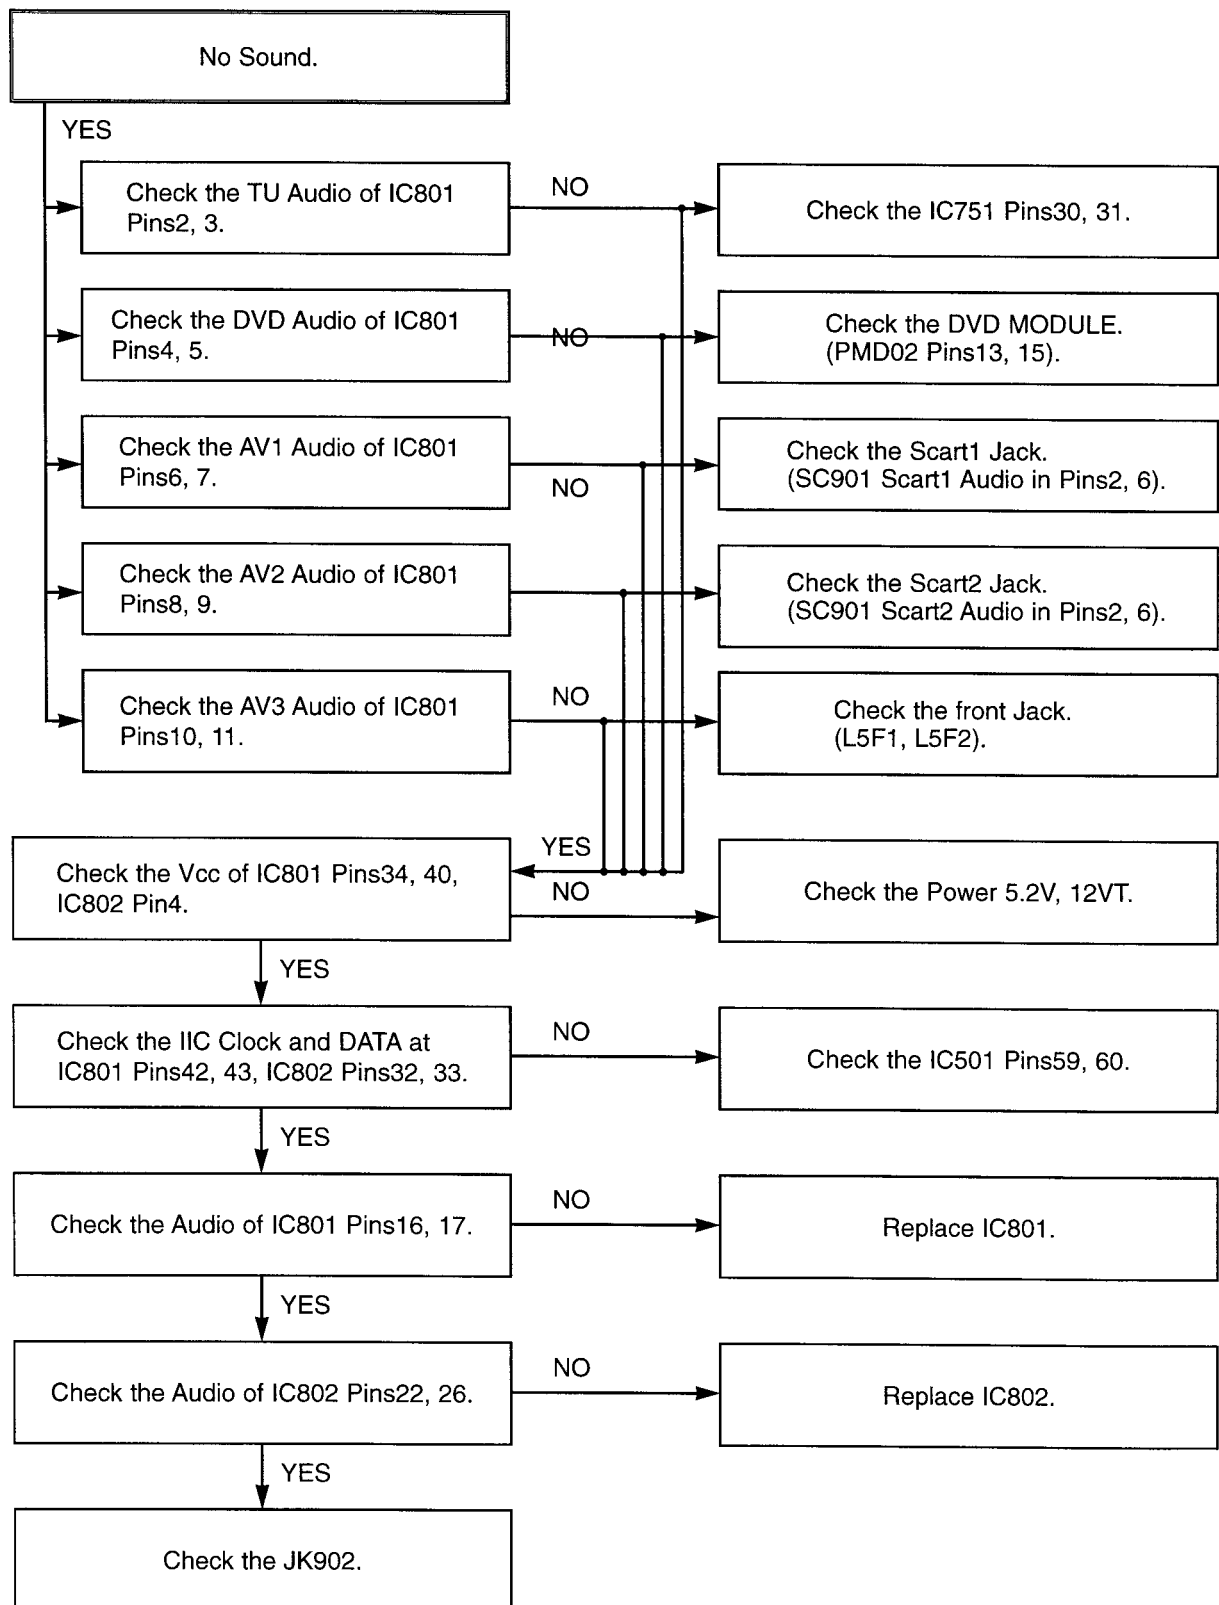 No Sound.
YES
Check the TU Audio of IC801
Pins2, 3.
NO
Check the IC751 Pins30, 31.
Check the DVD Audio of IC801
Pins4, 5.
NO
Check the DVD MODULE.
(PMD02 Pins13, 15).
Check the AV1 Audio of IC801
Pins6, 7.
NO
Check the Scart1 Jack.
(SC901 Scart1 Audio in Pins2, 6).
Check the AV2 Audio of IC801
Pins8, 9.
Check the Scart2 Jack.
(SC901 Scart2 Audio in Pins2, 6).
Check the AV3 Audio of IC801
Pins10, 11.
NO
Check the front Jack.
(L5F1, L5F2).
YES
Check the Vcc of IC801 Pins34, 40,
IC802 Pin4.
NO
Check the Power 5.2V, 12VT.
YES
Check the IIC Clock and DATA at
IC801 Pins42, 43, IC802 Pins32, 33.
NO
Check the IC501 Pins59, 60.
YES
Check the Audio of IC801 Pins16, 17.
NO
Replace IC801.
YES
Check the Audio of IC802 Pins22, 26.
NO
Replace IC802.
YES
Check the JK902.